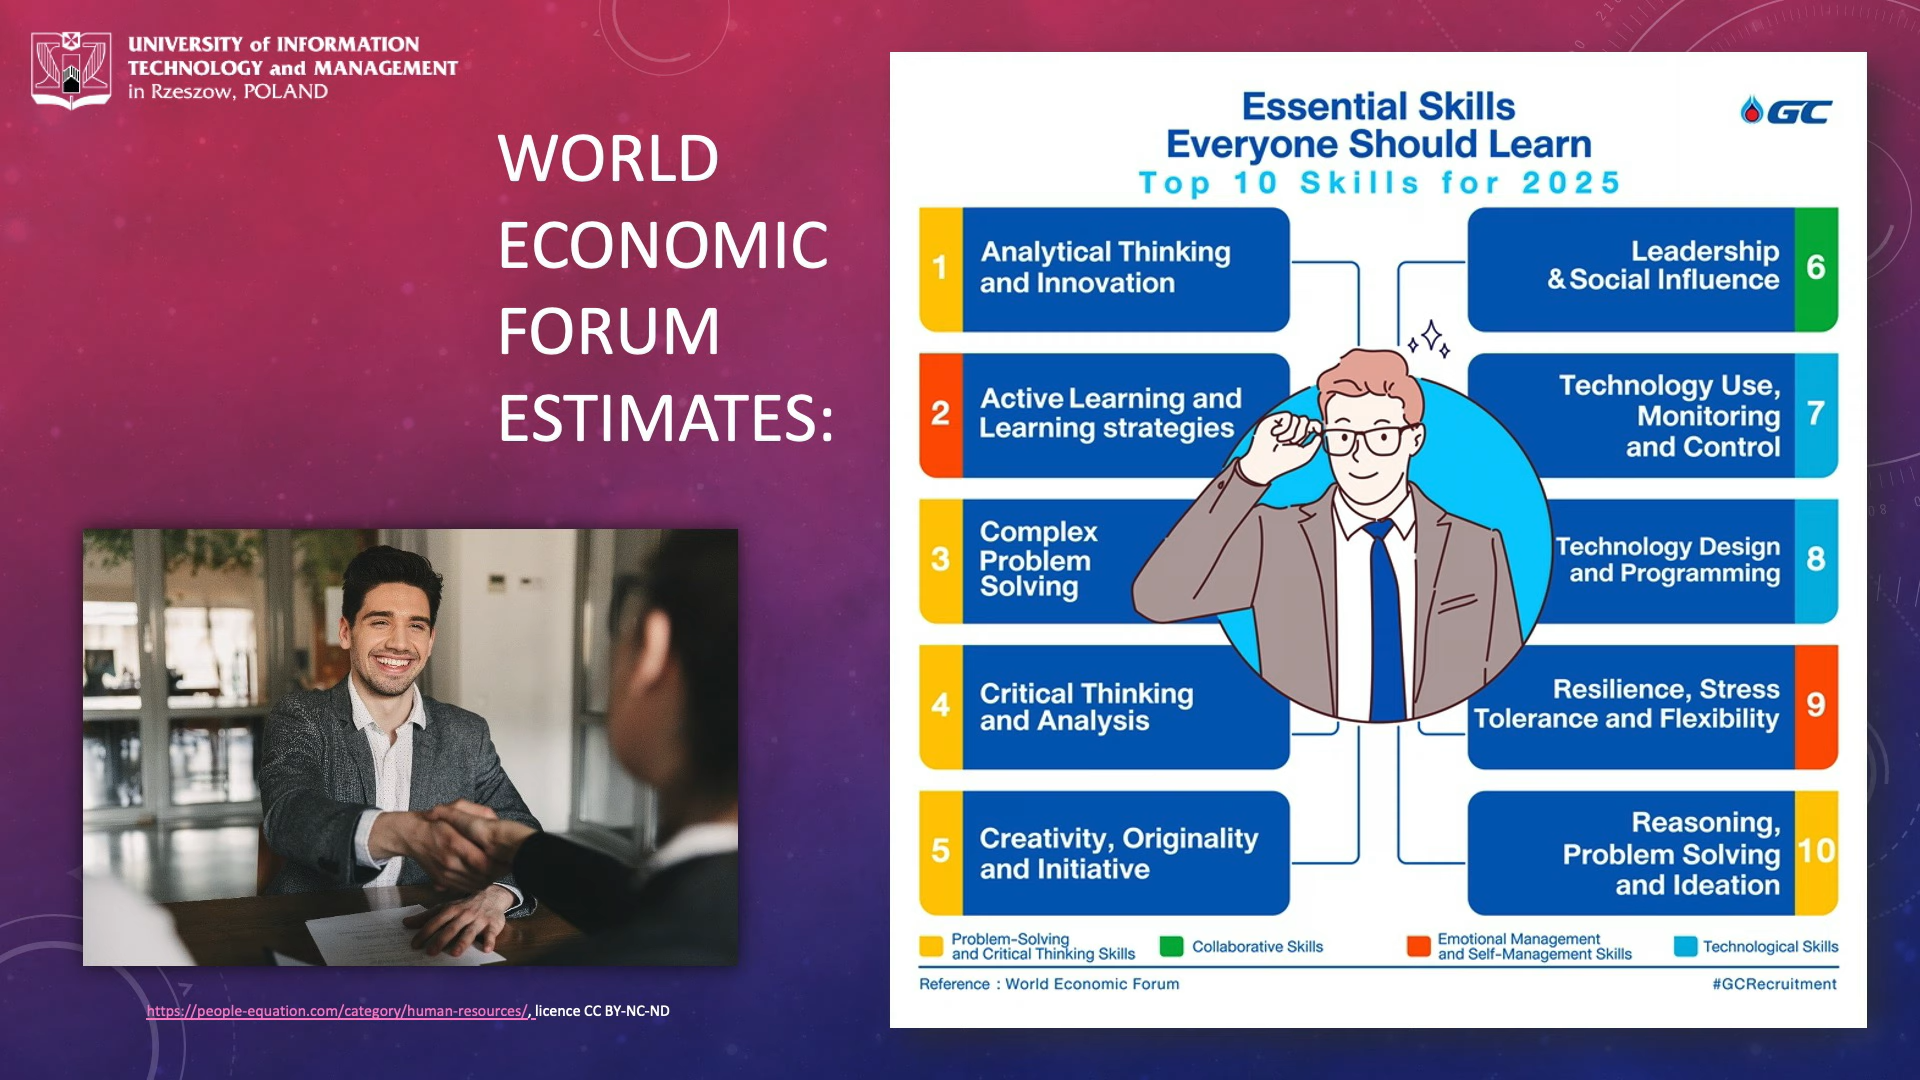 UNIVERSITY of INFORMATION
TECHNOLOGY and MANAGEMENT
in Rzeszow, POLAND
WORLD
ECONOMIC
FORUM
ESTIMATES:
https://people-equation.com/category/human-resources/, licence CC BY-NC-ND
Essential Skills
Everyone Should Learn
Top 10 Skills for 2025
GC
1
Analytical Thinking
and Innovation
2
Active Learning and
Learning strategies
3
Complex
Problem
Solving
4
Critical Thinking
and Analysis
5
Creativity, Originality
and Initiative
Leadership
& Social Influence
6
Technology Use,
Monitoring
and Control
7
Technology Design
and Programming
8
Resilience, Stress
Tolerance and Flexibility
9
Reasoning,
Problem Solving
and Ideation
10
Problem-Solving
and Critical Thinking Skills
Collaborative Skills
Emotional Management
and Self-Management Skills
Technological Skills
Reference : World Economic Forum
#GCRecruitment